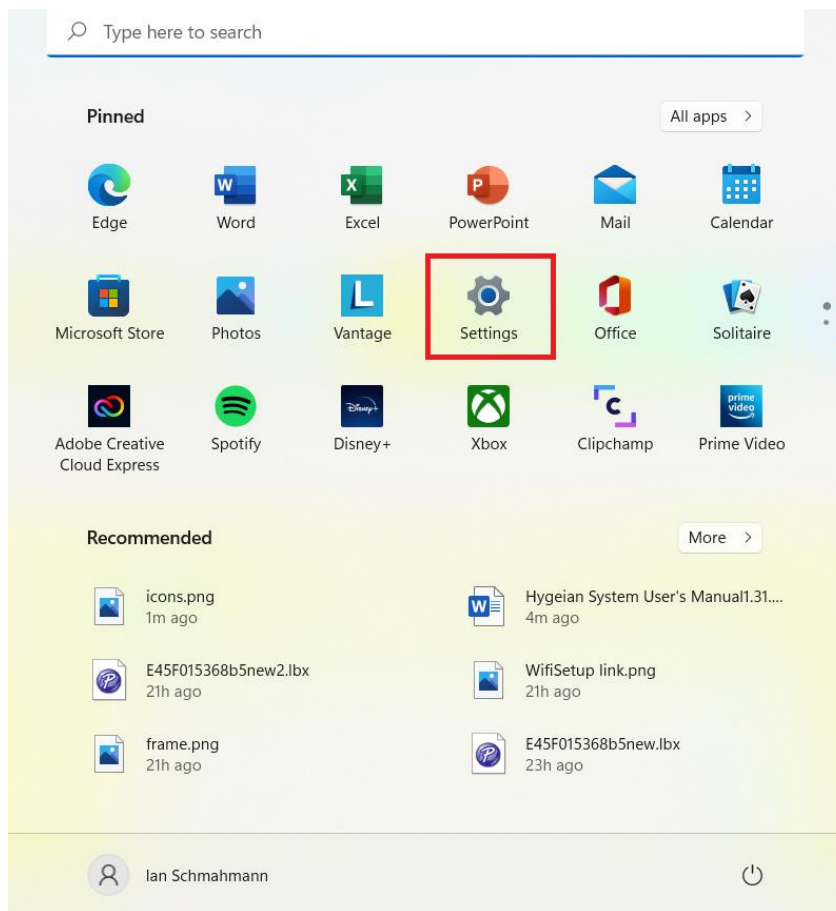 Type here to search
Pinned
All apps
Edge
Word
Excel
PowerPoint
Mail
Calendar
Microsoft Store
Photos
Vantage
Settings
Office
Solitaire
Adobe Creative
Cloud Express
Spotify
Disney+
Xbox
Clipchamp
Prime Video
W
X
P
L
Disney+
C
prime
video
Recommended
More
icons.png
1m ago
W
Hygeian System User's Manual1.31....
4m ago
P
E45F015368b5new2.lbx
21h ago
WifiSetup link.png
21h ago
frame.png
21h ago
P
E45F015368b5new.lbx
23h ago
Ian Schmahmann